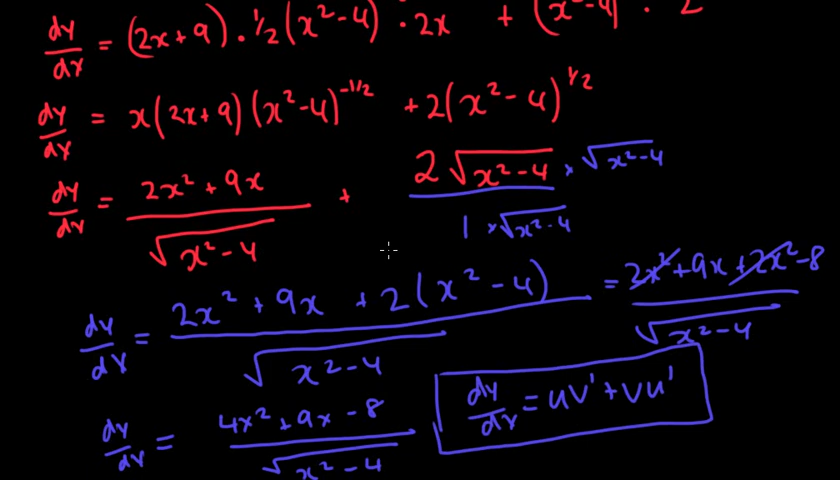 dy/dx = (2x+9) · 1/2 (x² - 4) · 2x + (x² - 4) · 2
dy/dx = x(2x+9)(x² - 4)^-1/2 + 2(x² - 4)^1/2
dy/dx = (2x² + 9x)/√(x² - 4) + (2√(x² - 4) × √(x² - 4))/(1 × √(x² - 4))
dy/dx = (2x² + 9x + 2(x² - 4))/√(x² - 4) = (2x² + 9x + 2x² - 8)/√(x² - 4)
dy/dx = (4x² + 9x - 8)/√(x² - 4)
dy/dx = uv' + vu'